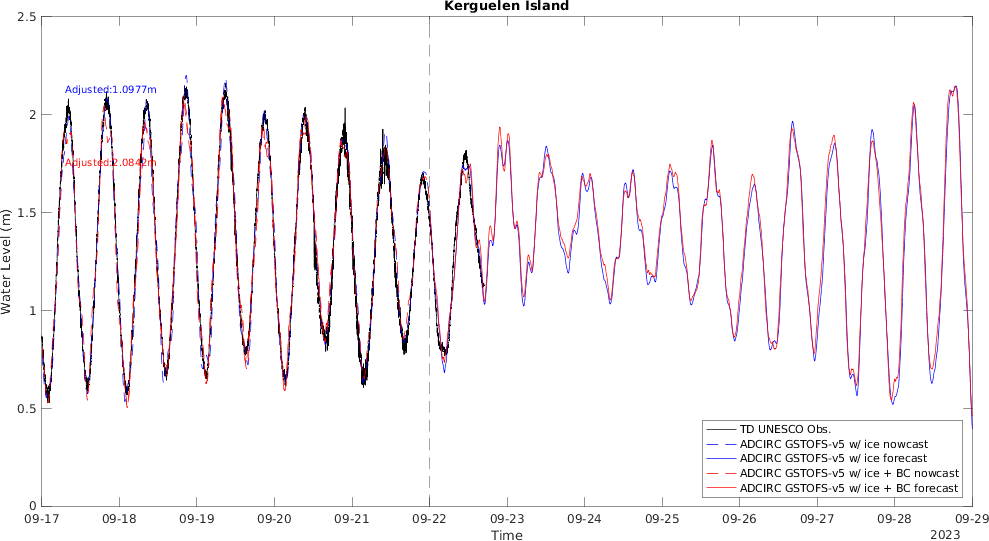 Kerguelen Island
2.5
2
1.5
1
0.5
0
Water Level (m)
Adjusted:1.0977m
Adjusted:2.0842m
TD UNESCO Obs.
ADCIRC GSTOFS-v5 w/ ice nowcast
ADCIRC GSTOFS-v5 w/ ice forecast
ADCIRC GSTOFS-v5 w/ ice + BC nowcast
ADCIRC GSTOFS-v5 w/ ice + BC forecast
09-17 09-18 09-19 09-20 09-21 09-22 09-23 09-24 09-25 09-26 09-27 09-28 09-29
Time
2023